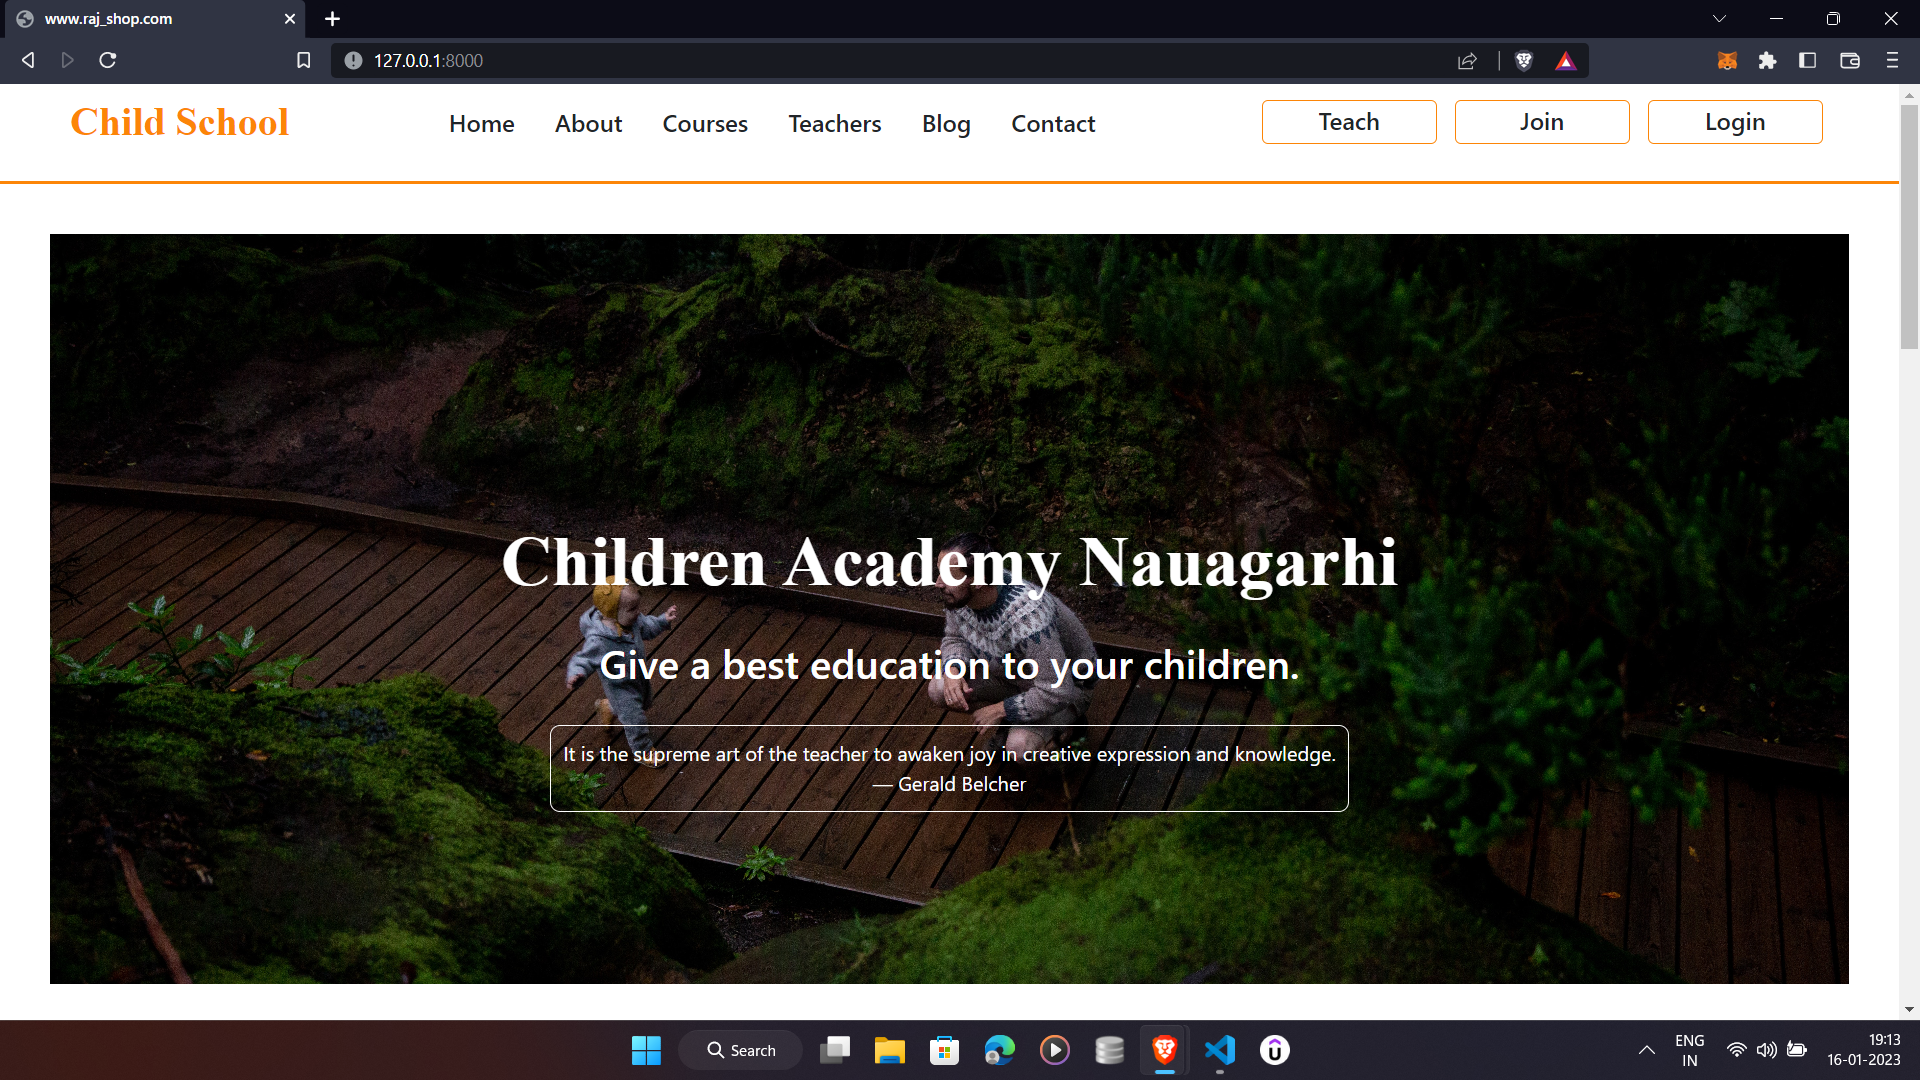 www.raj_shop.com
127.0.0.1:8000
Child School
Home About Courses Teachers Blog Contact
Teach Join Login
Children Academy Nauagarhi
Give a best education to your children.
It is the supreme art of the teacher to awaken joy in creative expression and knowledge.
— Gerald Belcher
Search
ENG
IN
19:13
16-01-2023